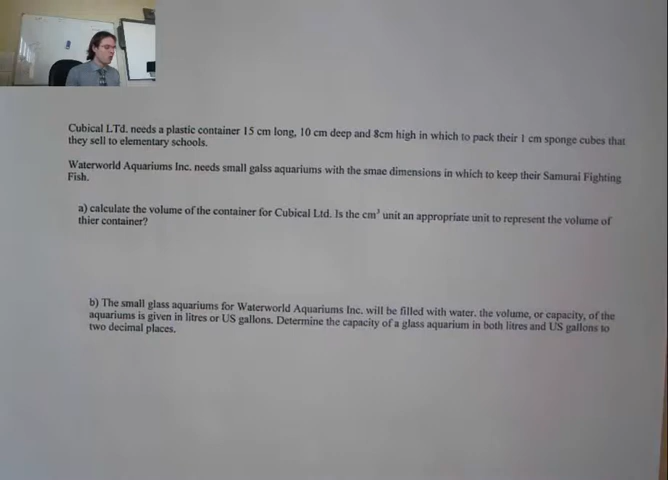 Cubical LTd. needs a plastic container 15 cm long, 10 cm deep and 8cm high in which to pack their 1 cm sponge cubes that
they sell to elementary schools.
Waterworld Aquariums Inc. needs small galss aquariums with the smae dimensions in which to keep their Samurai Fighting
Fish.
a) calculate the volume of the container for Cubical Ltd. Is the cm³ unit an appropriate unit to represent the volume of
thier container?
b) The small glass aquariums for Waterworld Aquariums Inc. will be filled with water. the volume, or capacity, of the
aquariums is given in litres or US gallons. Determine the capacity of a glass aquarium in both litres and US gallons to
two decimal places.